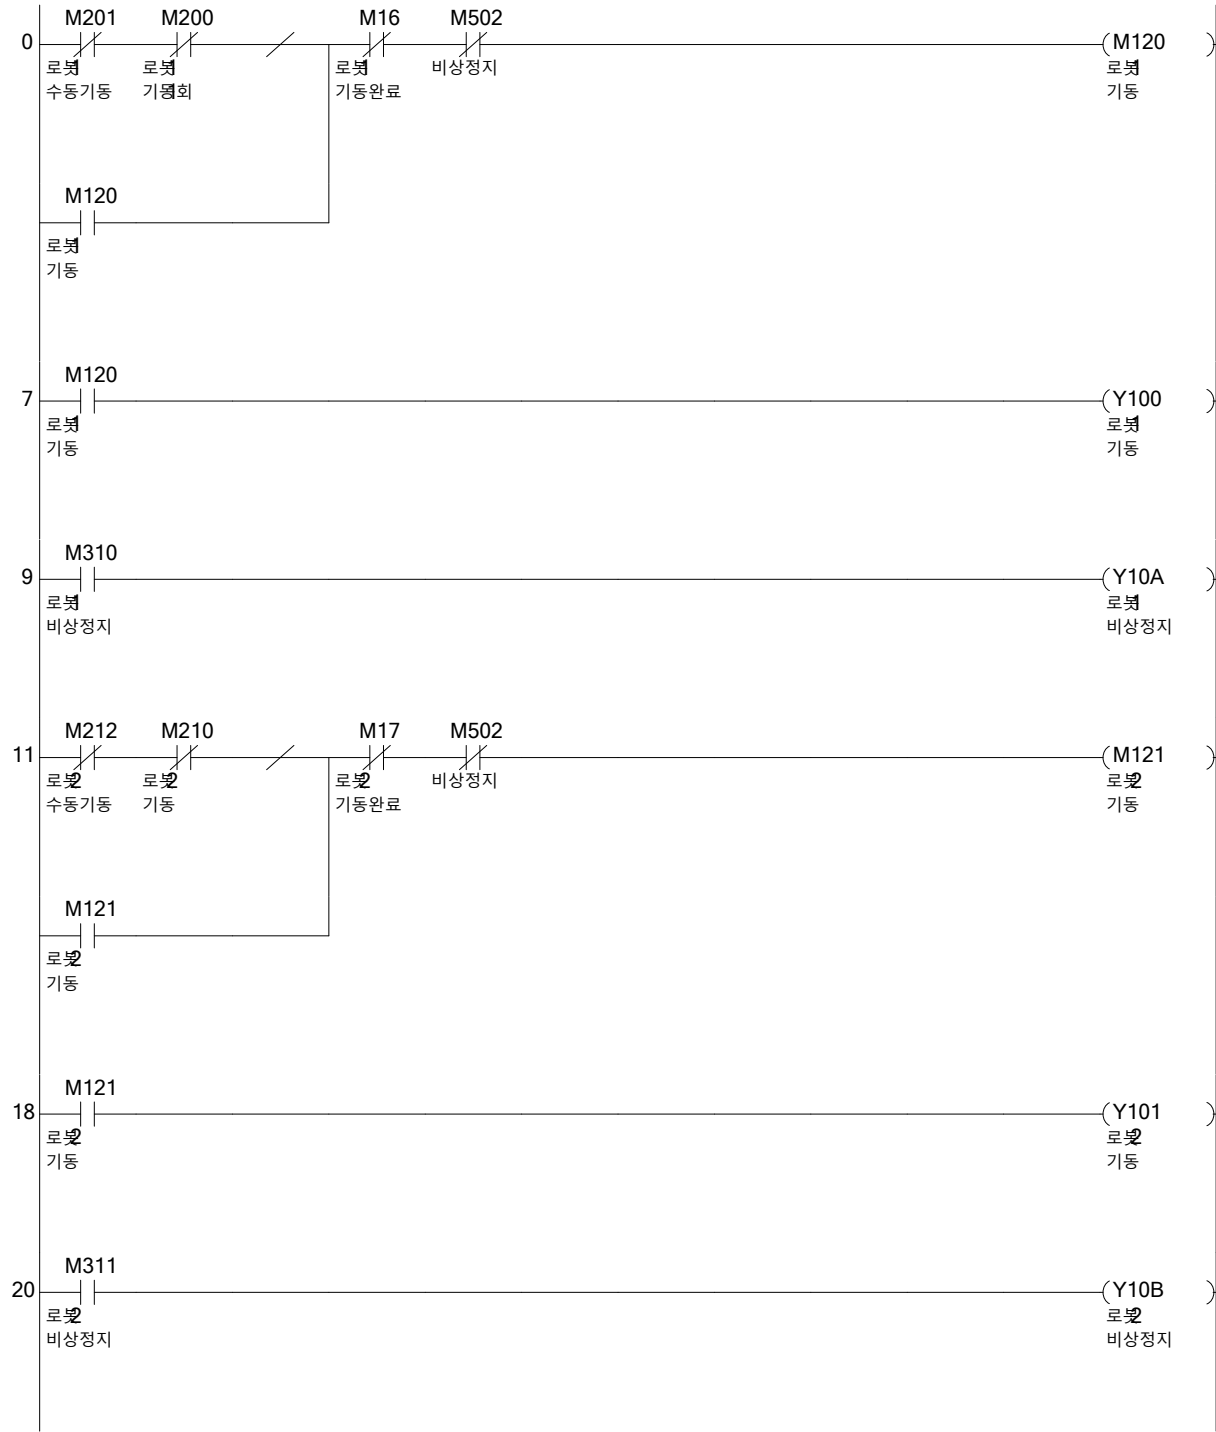 M201 M200 M16 M502
0 (M120 )
로봇1 로봇1 로봇1 비상정지 로봇1
수동기동 기동1회 기동완료 기동
M120
로봇1
기동
M120
7 (Y100 )
로봇1 로봇1
기동 기동
M310
9 (Y10A )
로봇1 로봇1
비상정지 비상정지
M212 M210 M17 M502
11 (M121 )
로봇2 로봇2 로봇2 비상정지 로봇2
수동기동 기동 기동완료 기동
M121
로봇2
기동
M121
18 (Y101 )
로봇2 로봇2
기동 기동
M311
20 (Y10B )
로봇2 로봇2
비상정지 비상정지